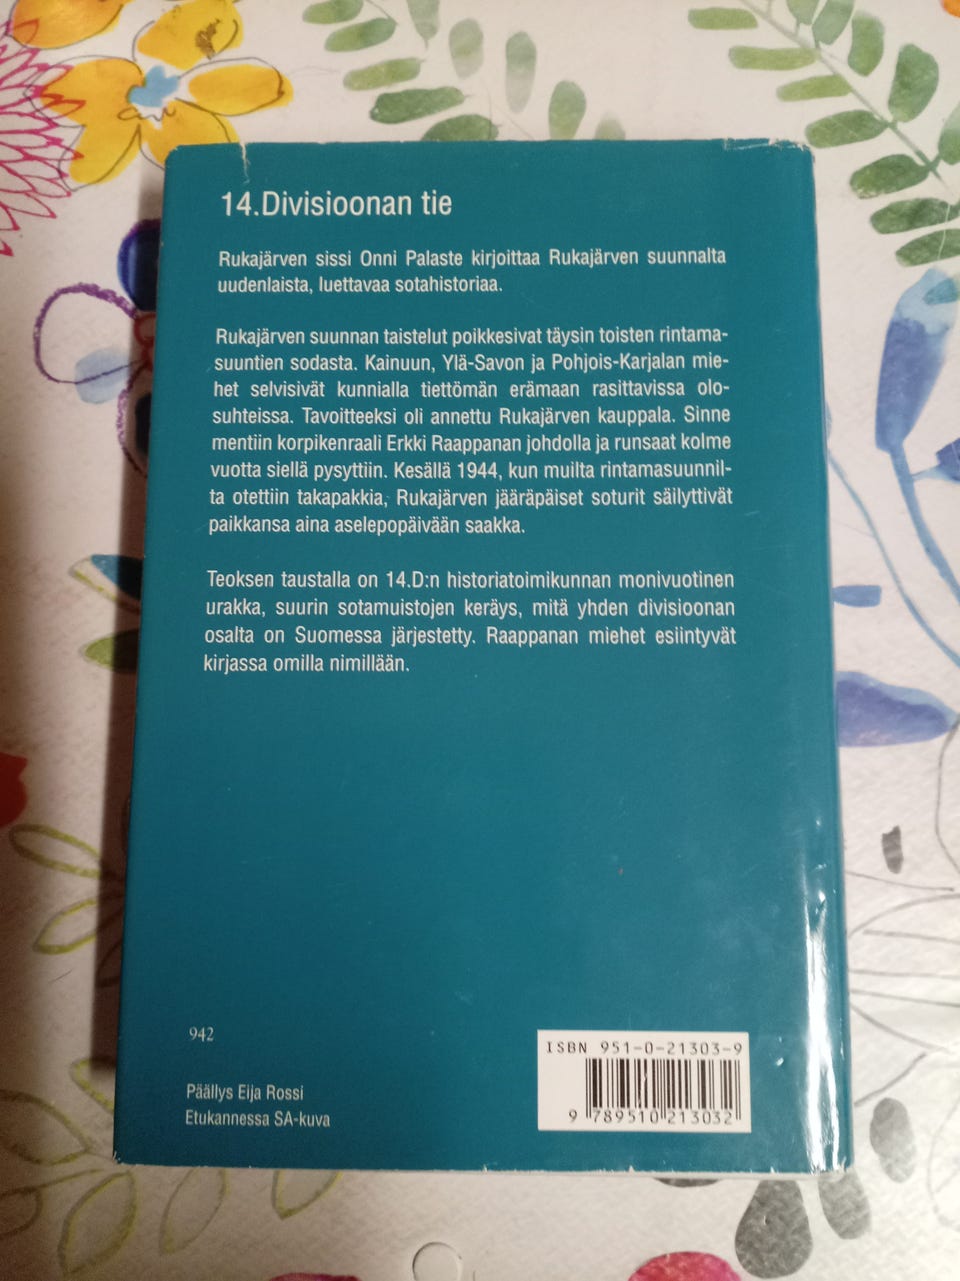 14.Divisioonan tie
Rukajärven sissi Onni Palaste kirjoittaa Rukajärven suunnalta
uudenlaista, luettavaa sotahistoriaa.
Rukajärven suunnan taistelut poikkesivat täysin toisten rintama-
suuntien sodasta. Kainuun, Ylä-Savon ja Pohjois-Karjalan mie-
het selvisivät kunnialla tiettömän erämaan rasittavissa olo-
suhteissa. Tavoitteeksi oli annettu Rukajärven kauppala. Sinne
mentiin korpikenraali Erkki Raappanan johdolla ja runsaat kolme
vuotta siellä pysyttiin. Kesällä 1944, kun muilta rintamasuunnil-
ta otettiin takapakkia, Rukajärven jääräpäiset soturit säilyttivät
paikkansa aina aselepopäivään saakka.
Teoksen taustalla on 14.D:n historiatoimikunnan monivuotinen
urakka, suurin sotamuistojen keräys, mitä yhden divisioonan
osalta on Suomessa järjestetty. Raappanan miehet esiintyvät
kirjassa omilla nimillään.
942
Päällys Eija Rossi
Etukannessa SA-kuva
ISBN 951-0-21303-9
9 789510 213032